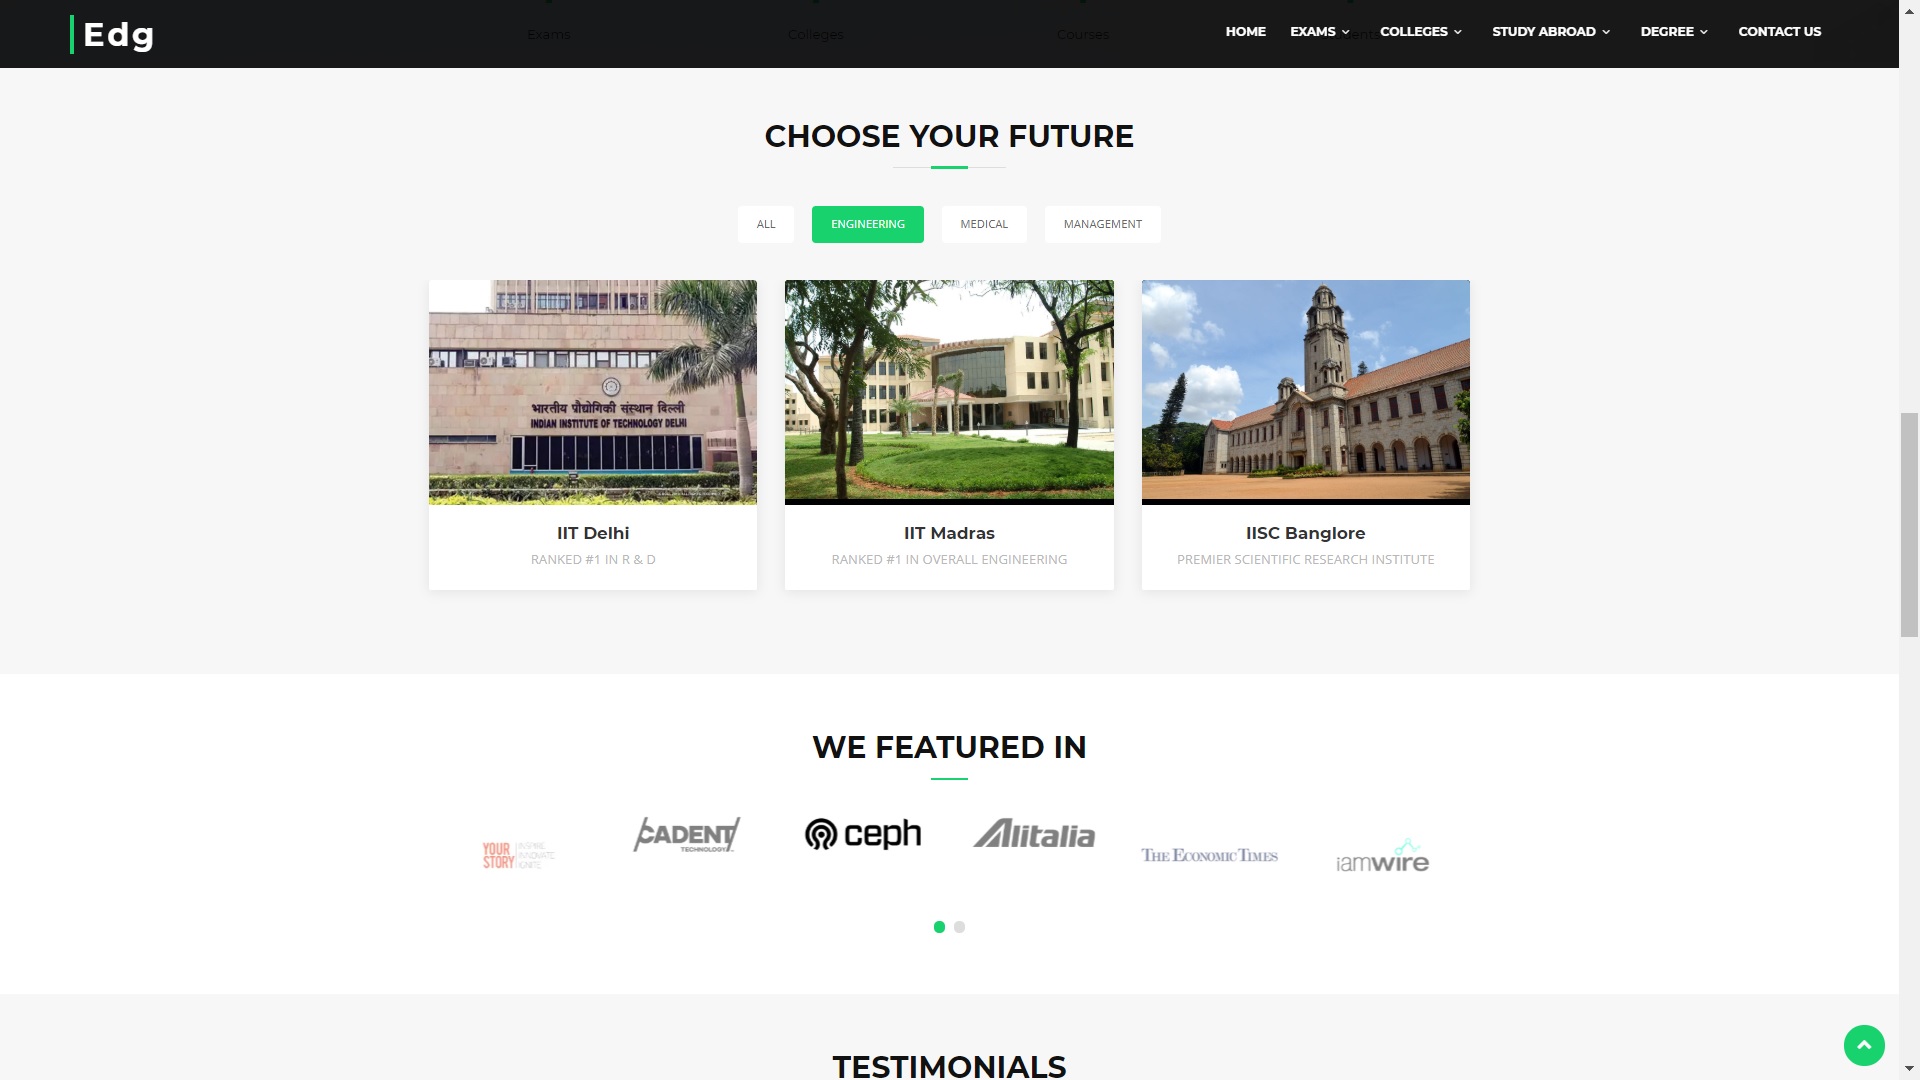 Edg
Exams
Colleges
Courses
HOME
EXAMS
COLLEGES
STUDY ABROAD
DEGREE
CONTACT US
CHOOSE YOUR FUTURE
ALL
ENGINEERING
MEDICAL
MANAGEMENT
भारतीय प्रौद्योगिकी संस्थान दिल्ली
INDIAN INSTITUTE OF TECHNOLOGY DELHI
IIT Delhi
RANKED #1 IN R & D
IIT Madras
RANKED #1 IN OVERALL ENGINEERING
IISC Banglore
PREMIER SCIENTIFIC RESEARCH INSTITUTE
WE FEATURED IN
YOUR
STORY
INSPIRE
INNOVATE
IGNITE
CADENT
TECHNOLOGY
ceph
Alitalia
THE ECONOMIC TIMES
iamwire
TESTIMONIALS